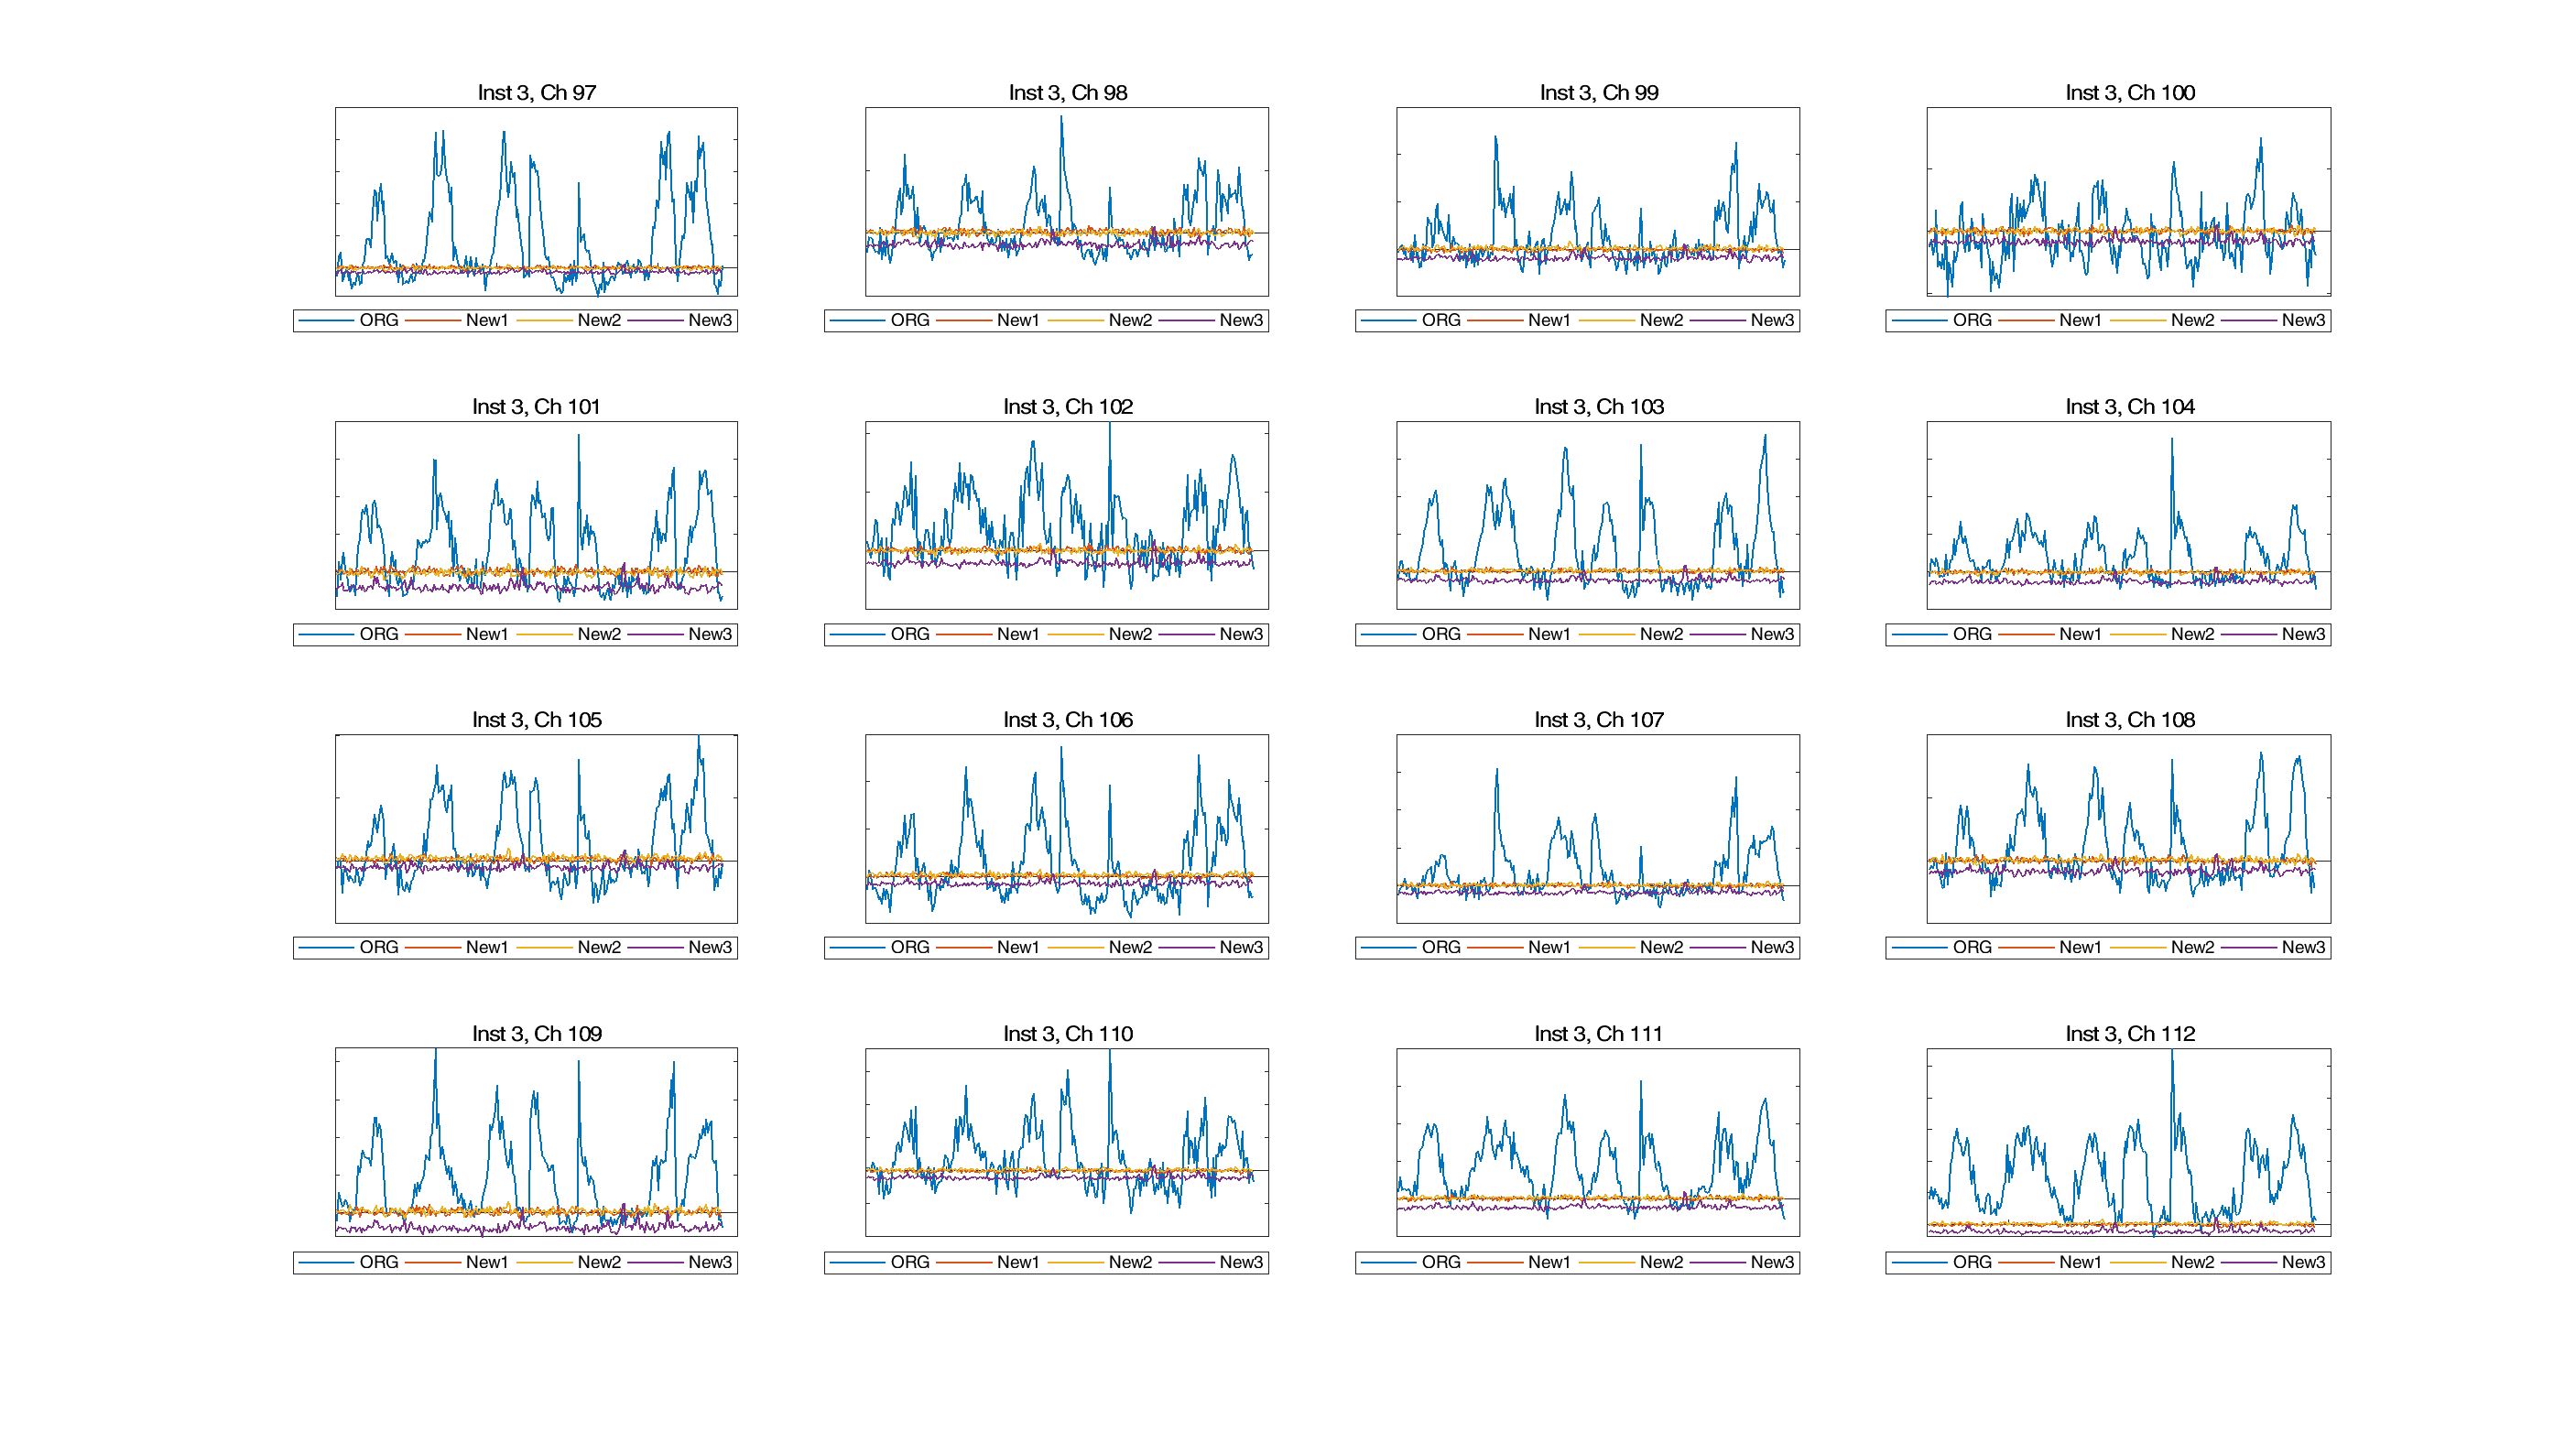 Inst 3, Ch 97 Inst 3, Ch 98 Inst 3, Ch 99 Inst 3, Ch 100
ORG New1 New2 New3 ORG New1 New2 New3 ORG New1 New2 New3 ORG New1 New2 New3
Inst 3, Ch 101 Inst 3, Ch 102 Inst 3, Ch 103 Inst 3, Ch 104
ORG New1 New2 New3 ORG New1 New2 New3 ORG New1 New2 New3 ORG New1 New2 New3
Inst 3, Ch 105 Inst 3, Ch 106 Inst 3, Ch 107 Inst 3, Ch 108
ORG New1 New2 New3 ORG New1 New2 New3 ORG New1 New2 New3 ORG New1 New2 New3
Inst 3, Ch 109 Inst 3, Ch 110 Inst 3, Ch 111 Inst 3, Ch 112
ORG New1 New2 New3 ORG New1 New2 New3 ORG New1 New2 New3 ORG New1 New2 New3